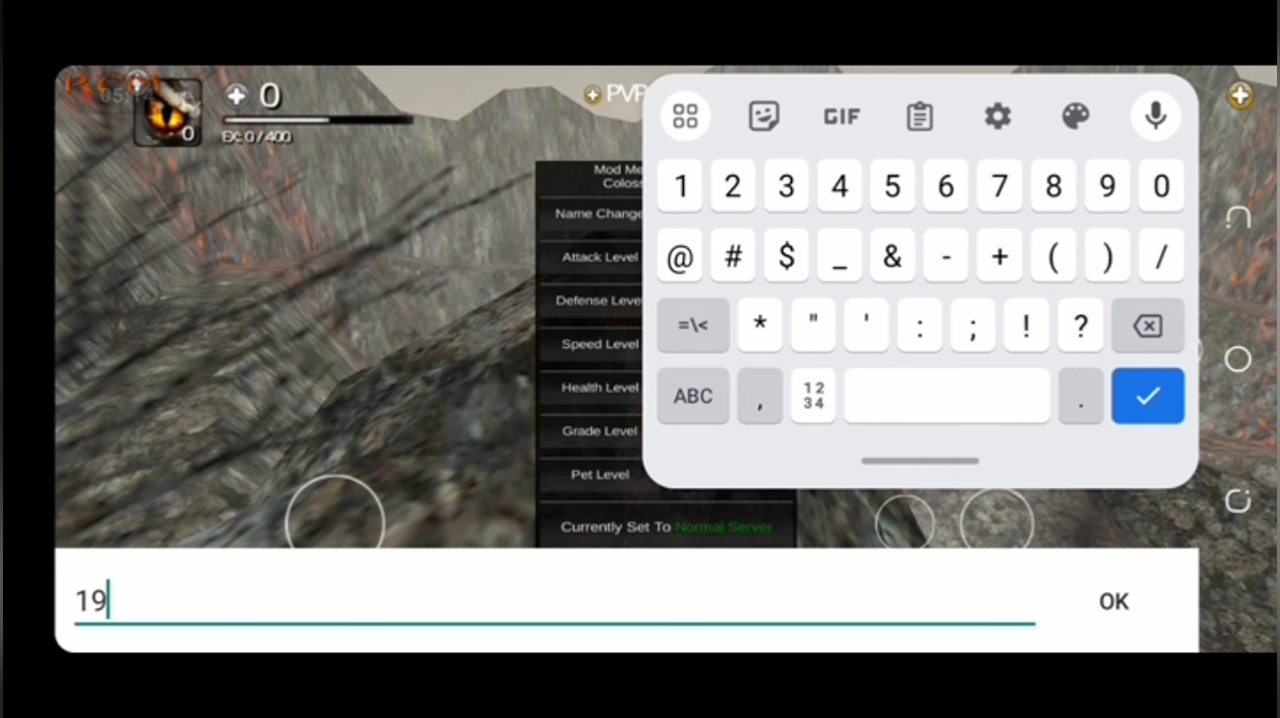 0
PVP
0
EX: 0 / 400
Mod Me
Coloss
Name Change
Attack Level
Defense Leve
Speed Level
Health Level
Grade Level
Pet Level
Currently Set To Normal Server
GIF
1 2 3 4 5 6 7 8 9 0
@ # $ _ & - + ( ) /
=\< * " ' : ; ! ?
ABC , 12 .
34
19
OK